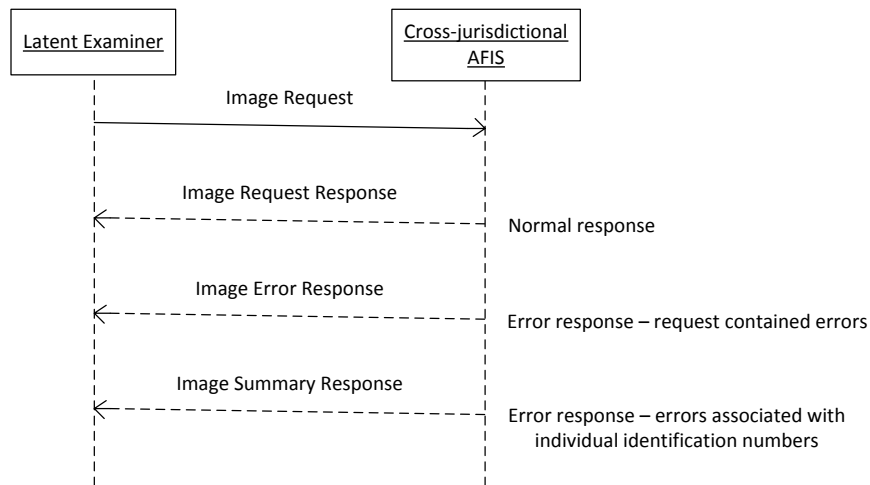 Latent Examiner
Cross-jurisdictional
AFIS
Image Request
Image Request Response
Normal response
Image Error Response
Error response – request contained errors
Image Summary Response
Error response – errors associated with
individual identification numbers